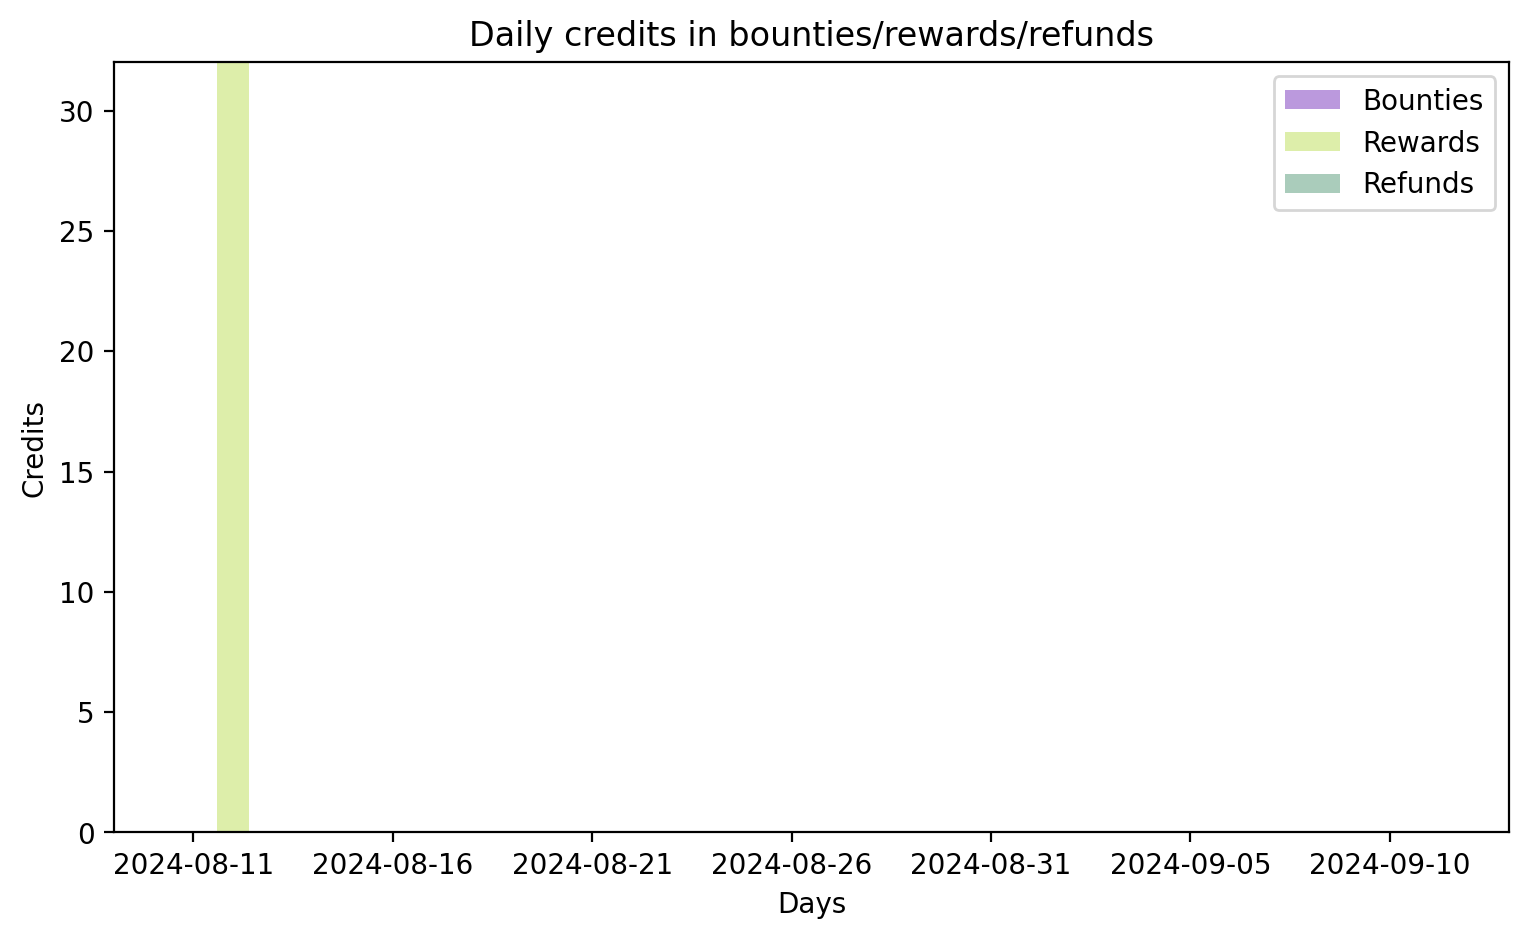 Daily credits in bounties/rewards/refunds
Bounties
Rewards
Refunds
30
25
20
15
10
5
0
Credits
2024-08-11 2024-08-16 2024-08-21 2024-08-26 2024-08-31 2024-09-05 2024-09-10
Days